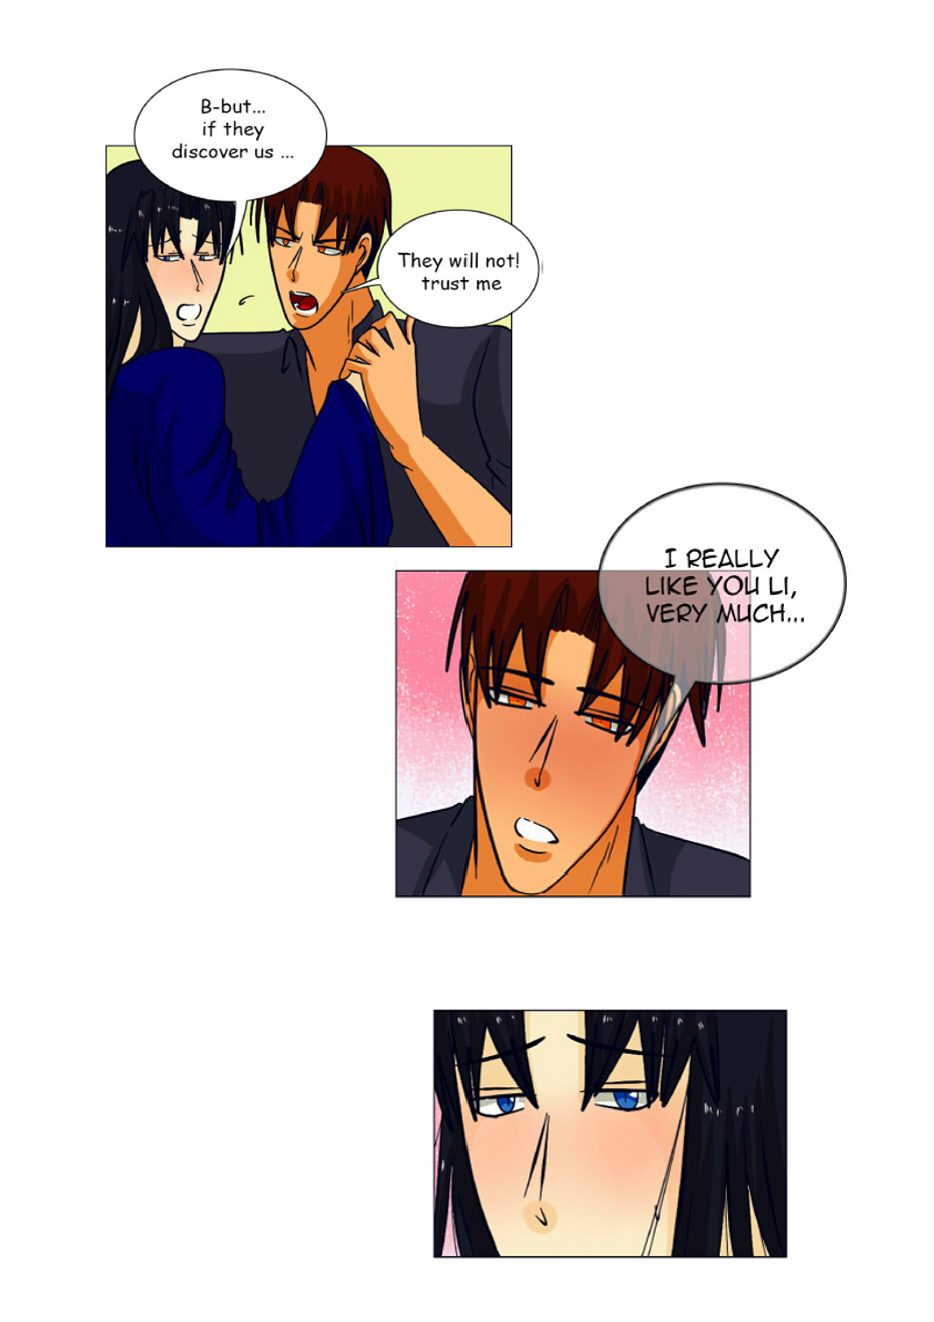 B-but...
if they
discover us ...
They will not!
trust me
I REALLY
LIKE YOU LI,
VERY MUCH...